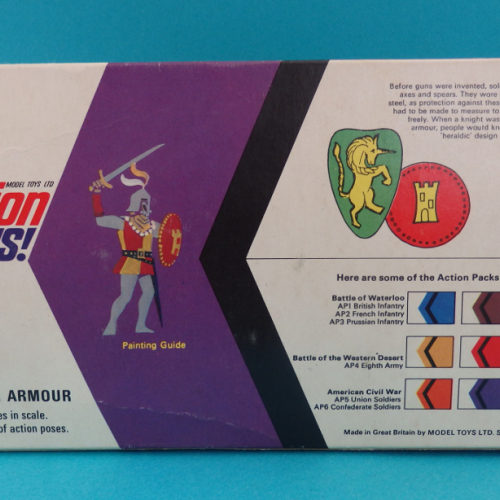 Before guns were invented, sol
axes and spears. They wore
steel, as protection against these
had to be made to measure to
freely. When a knight was
armour, people would kn
'heraldic' design
MODEL TOYS LTD
on
s!
Painting Guide
ARMOUR
es in scale.
of action poses.
Here are some of the Action Packs
Battle of Waterloo
AP1 British Infantry
AP2 French Infantry
AP3 Prussian Infantry
Battle of the Western Desert
AP4 Eighth Army
American Civil War
AP5 Union Soldiers
AP6 Confederate Soldiers
Made in Great Britain by MODEL TOYS LTD. S